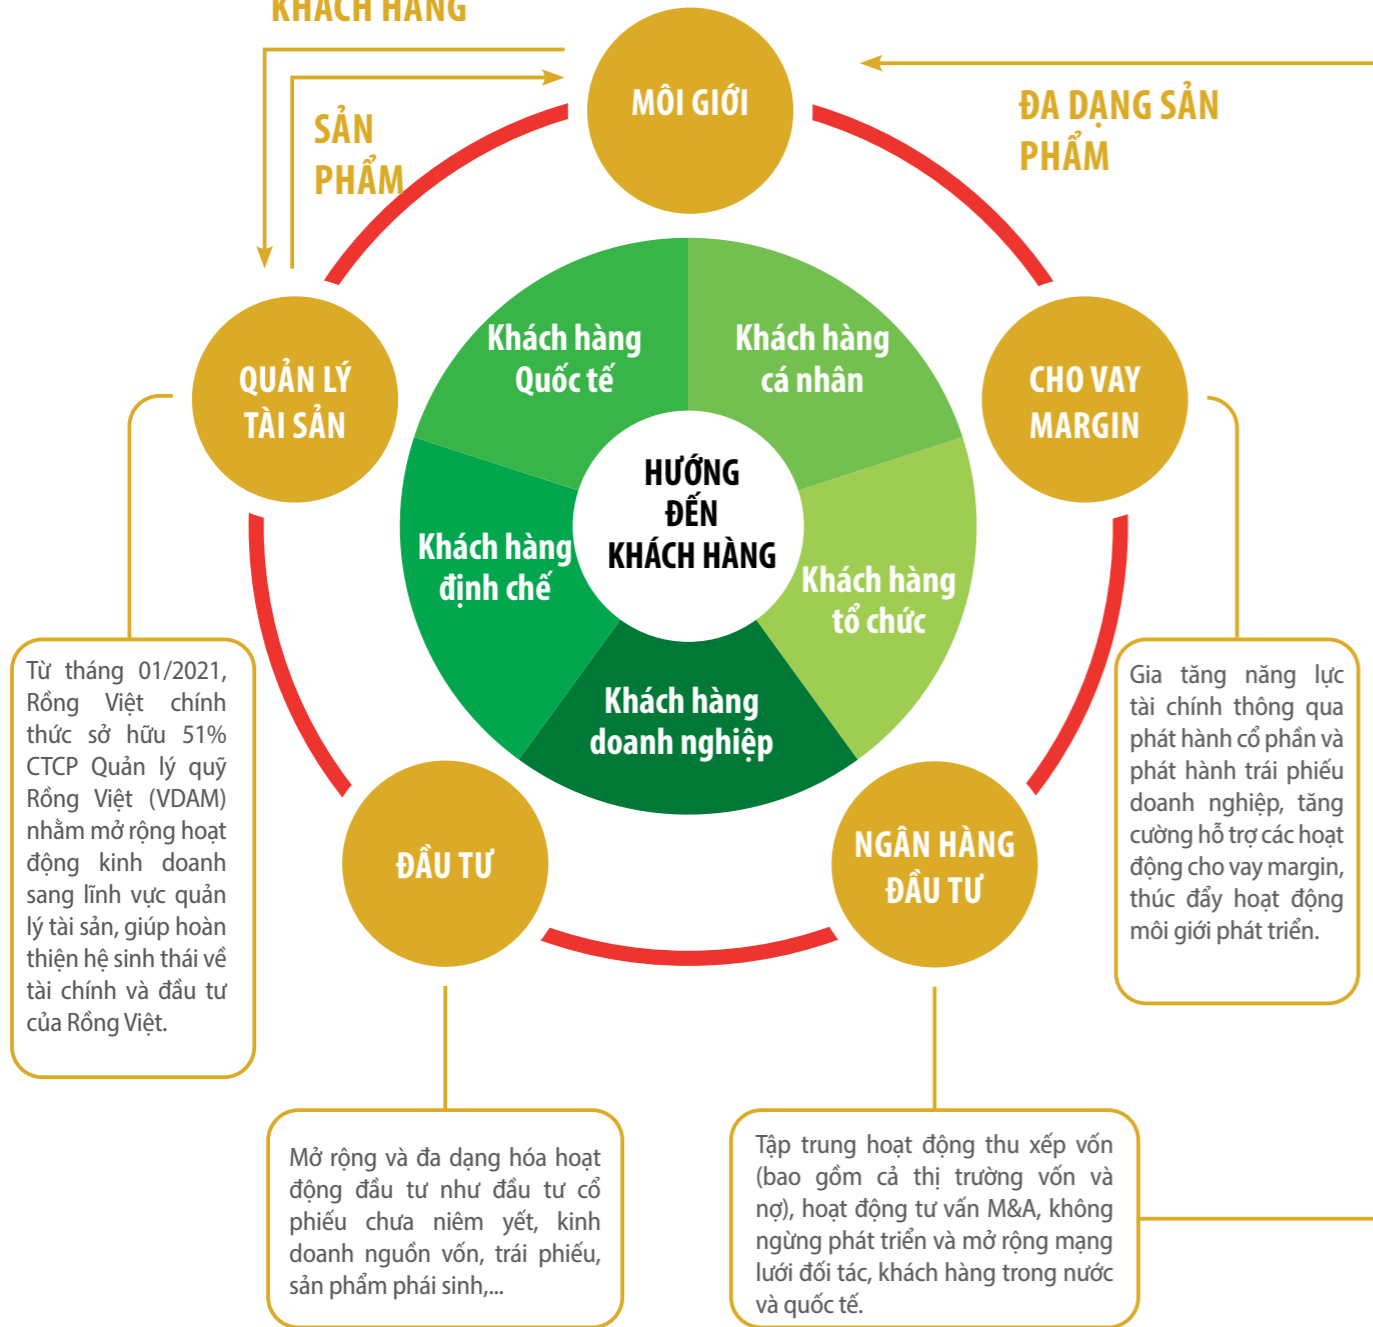 KHÁCH HÀNG
MÔI GIỚI
SẢN
PHẨM
ĐA DẠNG SẢN
PHẨM
QUẢN LÝ
TÀI SẢN
Khách hàng
Quốc tế
Khách hàng
cá nhân
CHO VAY
MARGIN
HƯỚNG
ĐẾN
KHÁCH HÀNG
Khách hàng
định chế
Khách hàng
tổ chức
Khách hàng
doanh nghiệp
Từ tháng 01/2021,
Rồng Việt chính
thức sở hữu 51%
CTCP Quản lý quỹ
Rồng Việt (VDAM)
nhằm mở rộng hoạt
động kinh doanh
sang lĩnh vực quản
lý tài sản, giúp hoàn
thiện hệ sinh thái về
tài chính và đầu tư
của Rồng Việt.
Gia tăng năng lực
tài chính thông qua
phát hành cổ phần và
phát hành trái phiếu
doanh nghiệp, tăng
cường hỗ trợ các hoạt
động cho vay margin,
thúc đẩy hoạt động
môi giới phát triển.
ĐẦU TƯ
NGÂN HÀNG
ĐẦU TƯ
Mở rộng và đa dạng hóa hoạt
động đầu tư như đầu tư cổ
phiếu chưa niêm yết, kinh
doanh nguồn vốn, trái phiếu,
sản phẩm phái sinh,...
Tập trung hoạt động thu xếp vốn
(bao gồm cả thị trường vốn và
nợ), hoạt động tư vấn M&A, không
ngừng phát triển và mở rộng mạng
lưới đối tác, khách hàng trong nước
và quốc tế.